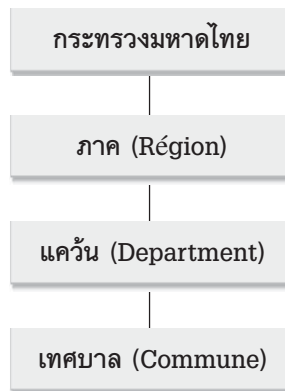 กระทรวงมหาดไทย
ภาค (Région)
แคว้น (Department)
เทศบาล (Commune)